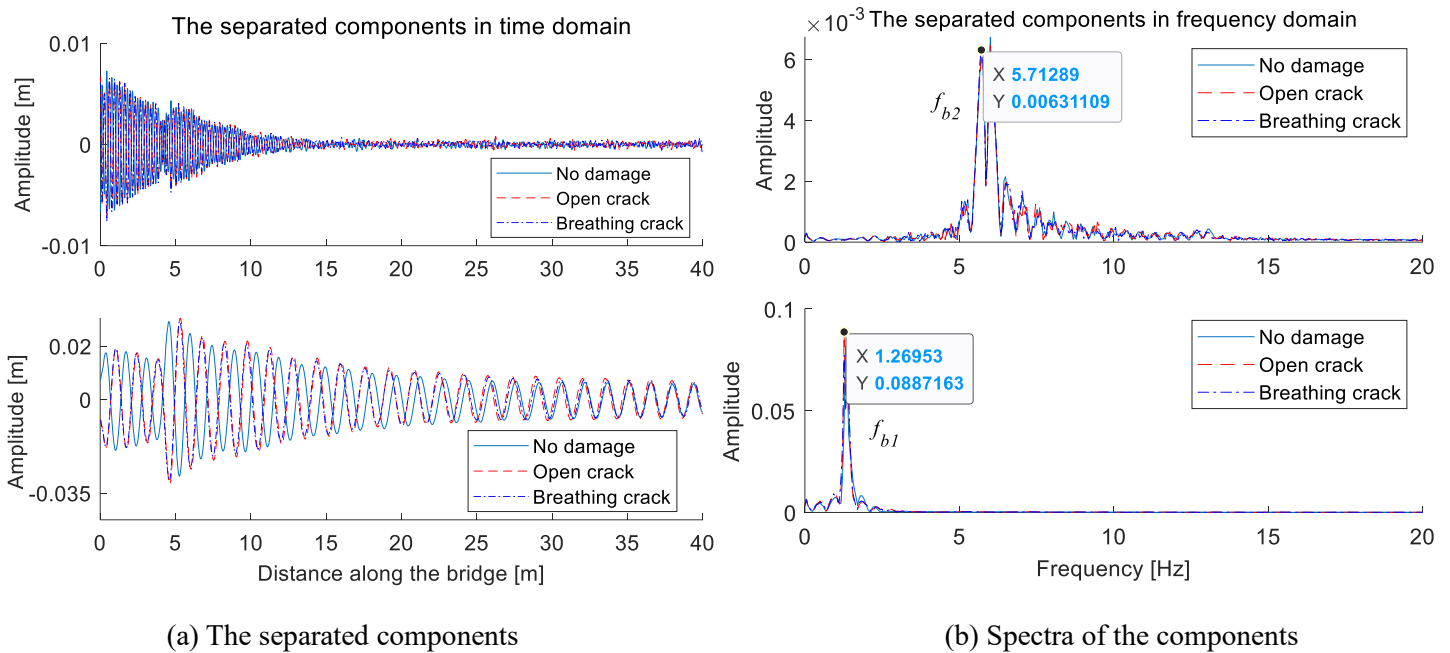 The separated components in time domain
0.01
0
-0.01
Amplitude [m]
No damage
Open crack
Breathing crack
0 5 10 15 20 25 30 35 40
0.02
0
-0.035
Amplitude [m]
No damage
Open crack
Breathing crack
0 5 10 15 20 25 30 35 40
Distance along the bridge [m]
(a) The separated components
×10⁻³ The separated components in frequency domain
6
4
2
0
Amplitude
X 5.71289
Y 0.00631109
f_b2
No damage
Open crack
Breathing crack
0 5 10 15 20
0.1
0.05
0
Amplitude
X 1.26953
Y 0.0887163
f_b1
No damage
Open crack
Breathing crack
0 5 10 15 20
Frequency [Hz]
(b) Spectra of the components